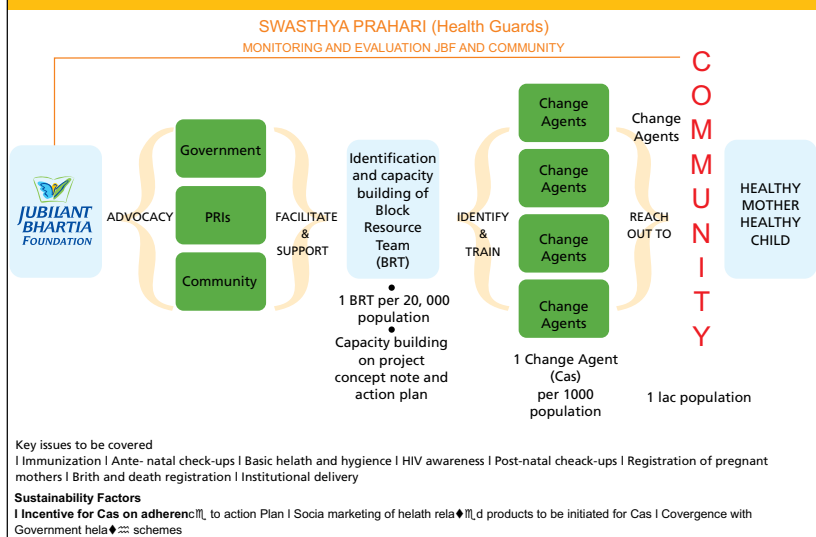 SWASTHYA PRAHARI (Health Guards)
MONITORING AND EVALUATION JBF AND COMMUNITY
JUBILANT
BHARTIA
FOUNDATION
ADVOCACY
Government
PRIs
Community
FACILITATE
&
SUPPORT
Identification
and capacity
building of
Block
Resource
Team
(BRT)
•
1 BRT per 20, 000
population
•
Capacity building
on project
concept note and
action plan
IDENTIFY
&
TRAIN
Change
Agents
Change
Agents
Change
Agents
Change
Agents
1 Change Agent
(Cas)
per 1000
population
Change
Agents
REACH
OUT TO
C
O
M
M
U
N
I
T
Y
1 lac population
HEALTHY
MOTHER
HEALTHY
CHILD
Key issues to be covered
l Immunization l Ante- natal check-ups l Basic helath and hygience l HIV awareness l Post-natal cheack-ups l Registration of pregnant
mothers l Brith and death registration l Institutional delivery
Sustainability Factors
l Incentive for Cas on adherenc♏ to action Plan l Socia marketing of helath rela♦♏d products to be initiated for Cas l Covergence with
Government hela♦♒ schemes